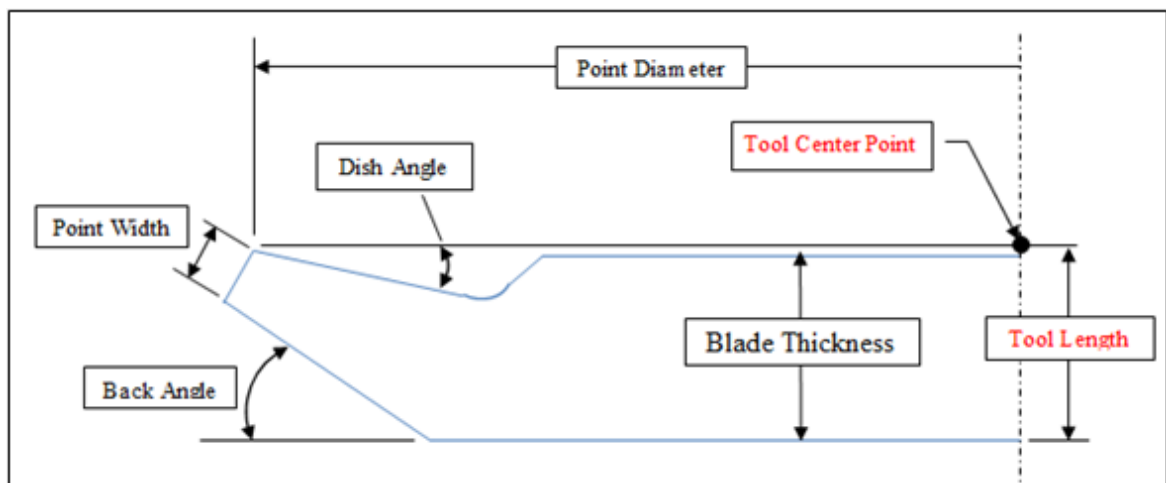 Point Diameter
Tool Center Point
Dish Angle
Point Width
Blade Thickness
Tool Length
Back Angle